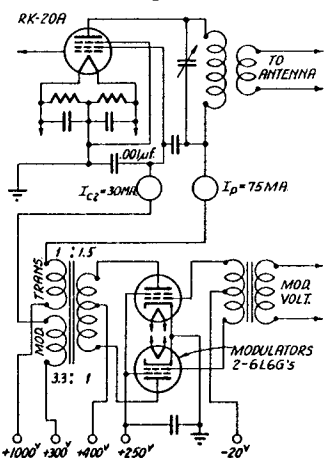 RK-20A
TO
ANTENNA
.001µf.
Ic2=30MA.
Ip=75MA.
1 : 1.5
TRANS.
MOD.
MOD.
VOLT.
MODULATORS
2-6L6G'S
3.3 : 1
+1000V
+300V
+400V
+250V
-20V